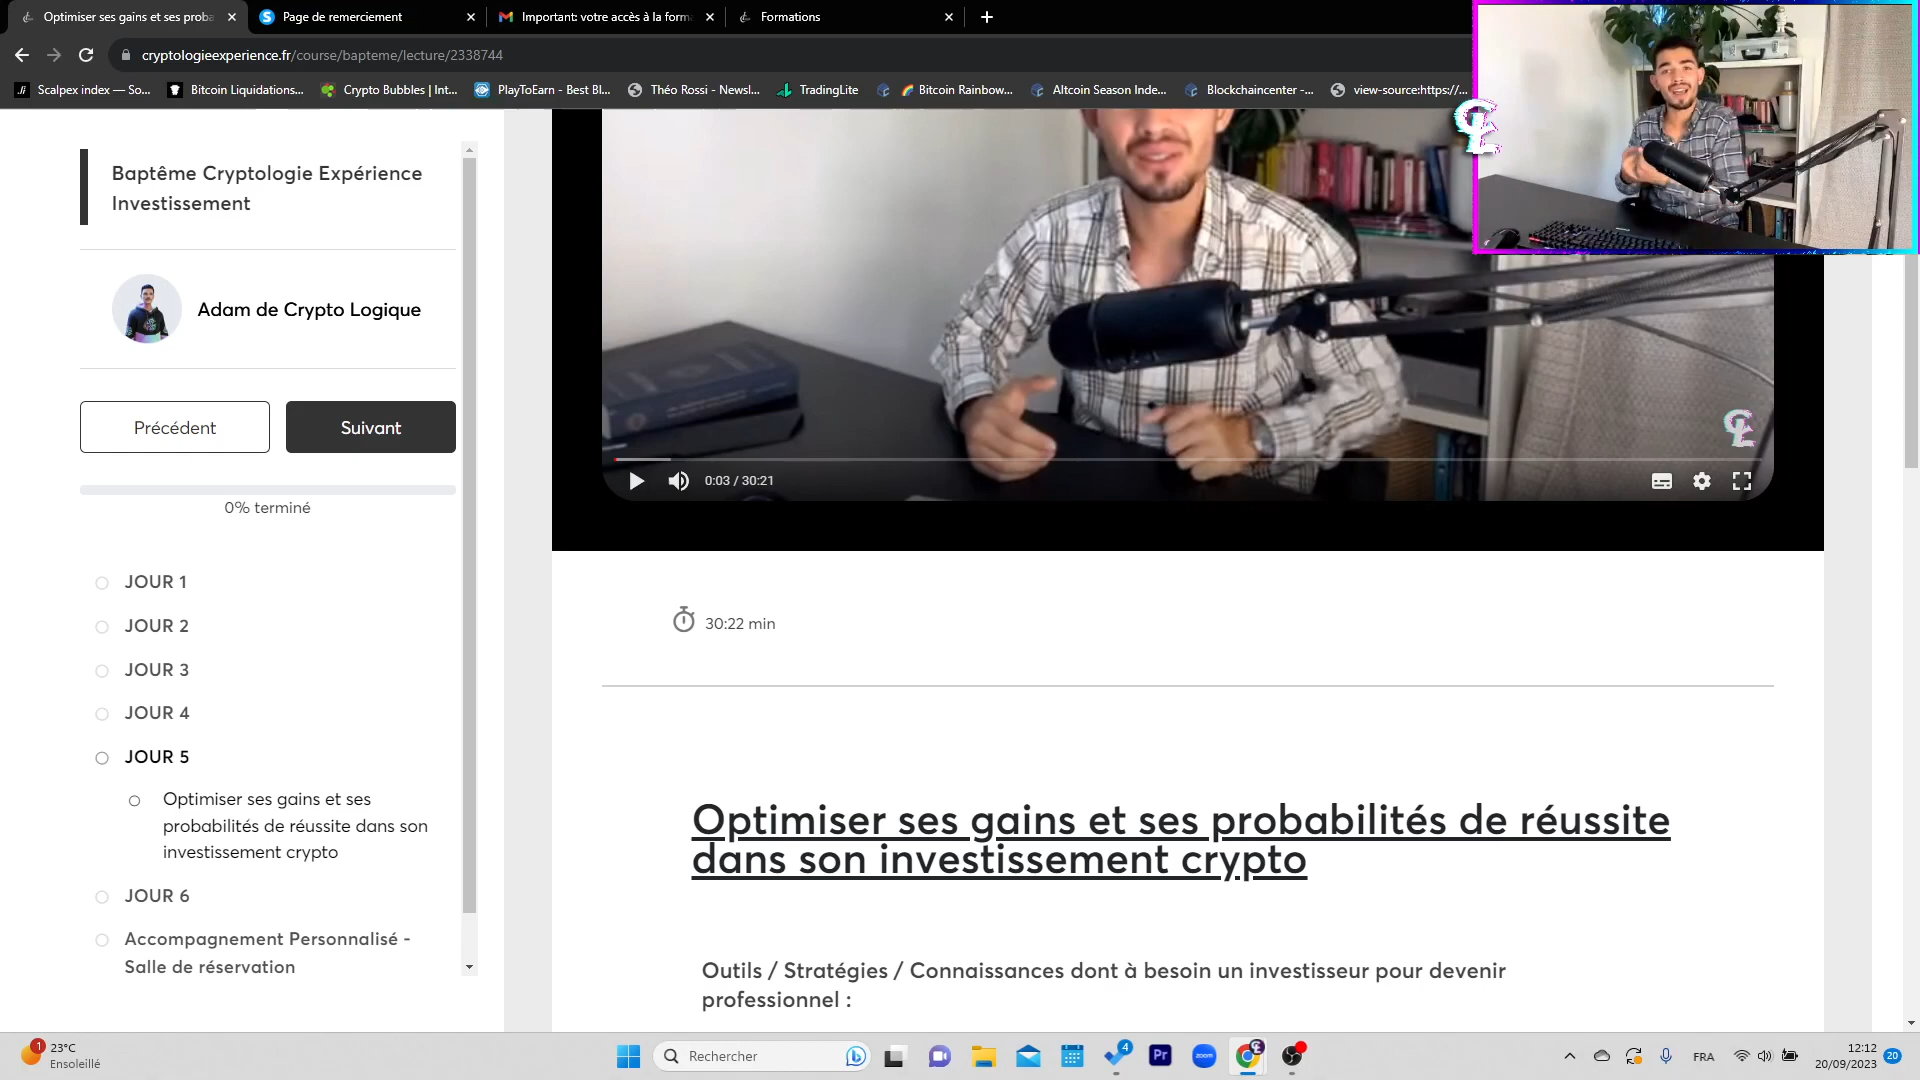 Optimiser ses gains et ses proba
Page de remerciement
Important: votre accès à la forma
Formations
cryptologieexperience.fr/course/bapteme/lecture/2338744
Scalpex index — So...
Bitcoin Liquidations...
Crypto Bubbles | Int...
PlayToEarn - Best Bl...
Théo Rossi - Newsl...
TradingLite
Bitcoin Rainbow...
Altcoin Season Inde...
Blockchaincenter -...
view-source:https://...
Baptême Cryptologie Expérience
Investissement
Adam de Crypto Logique
Précédent
Suivant
0% terminé
JOUR 1
JOUR 2
JOUR 3
JOUR 4
JOUR 5
Optimiser ses gains et ses
probabilités de réussite dans son
investissement crypto
JOUR 6
Accompagnement Personnalisé -
Salle de réservation
0:03 / 30:21
30:22 min
Optimiser ses gains et ses probabilités de réussite
dans son investissement crypto
Outils / Stratégies / Connaissances dont à besoin un investisseur pour devenir
professionnel :
1
23°C
Ensoleillé
Rechercher
4
Pr
zoom
FRA
12:12
20/09/2023
20